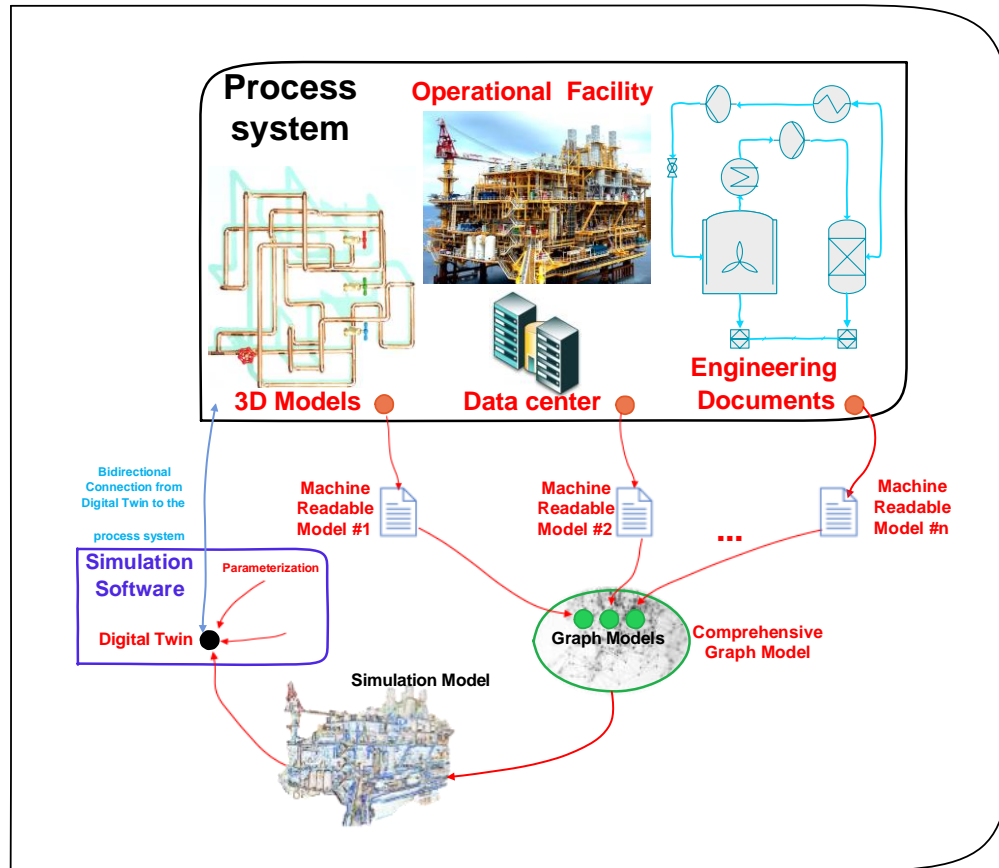 Process
system
Operational Facility
3D Models
Data center
Engineering
Documents
Bidirectional
Connection from
Digital Twin to the
process system
Machine
Readable
Model #1
Machine
Readable
Model #2
...
Machine
Readable
Model #n
Simulation
Software
Parameterization
Digital Twin
Graph Models
Comprehensive
Graph Model
Simulation Model